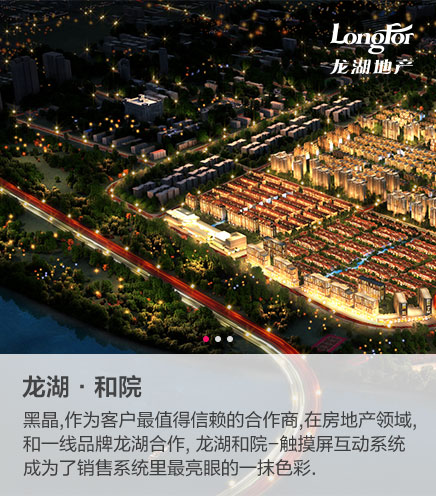 LongFor
龙湖地产
龙湖·和院
黑晶,作为客户最值得信赖的合作商,在房地产领域,
和一线品牌龙湖合作, 龙湖和院-触摸屏互动系统
成为了销售系统里最亮眼的一抹色彩.